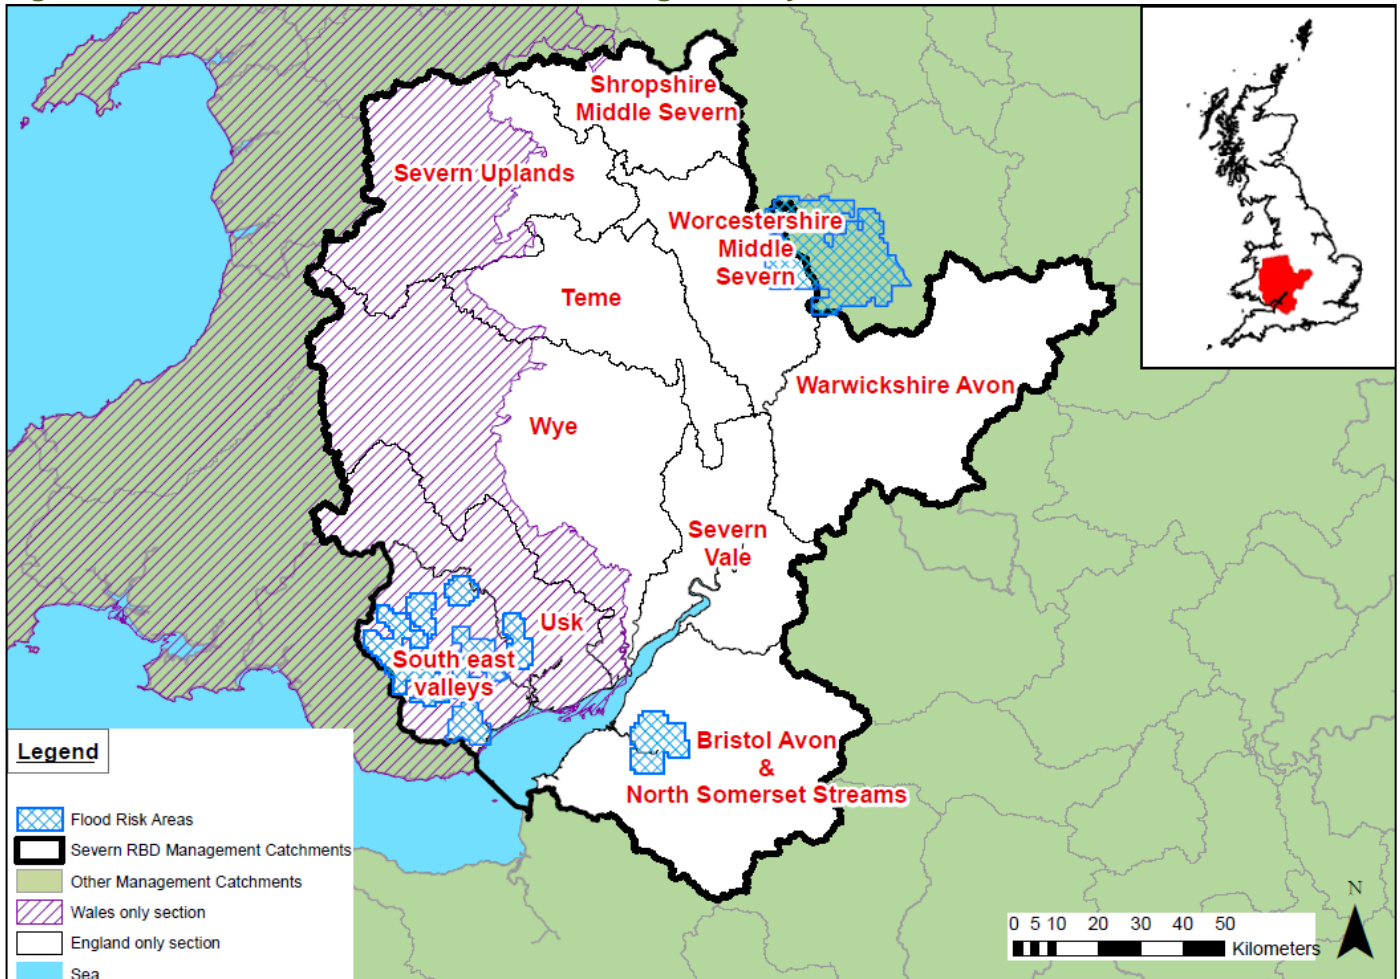 Shropshire
Middle Severn
Severn Uplands
Worcestershire
Middle
Severn
Teme
Warwickshire Avon
Wye
Severn
Vale
Usk
South east
valleys
Bristol Avon
&
North Somerset Streams
Legend
Flood Risk Areas
Severn RBD Management Catchments
Other Management Catchments
Wales only section
England only section
Sea
N
0 5 10 20 30 40 50
Kilometers